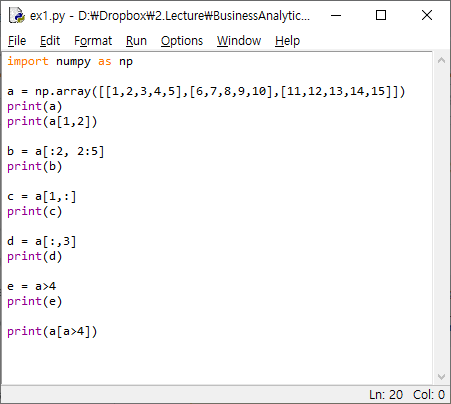 ex1.py - D:₩Dropbox₩2.Lecture₩BusinessAnalytic...
File Edit Format Run Options Window Help
import numpy as np
a = np.array([[1,2,3,4,5],[6,7,8,9,10],[11,12,13,14,15]])
print(a)
print(a[1,2])
b = a[:2, 2:5]
print(b)
c = a[1,:]
print(c)
d = a[:,3]
print(d)
e = a>4
print(e)
print(a[a>4])
Ln: 20 Col: 0